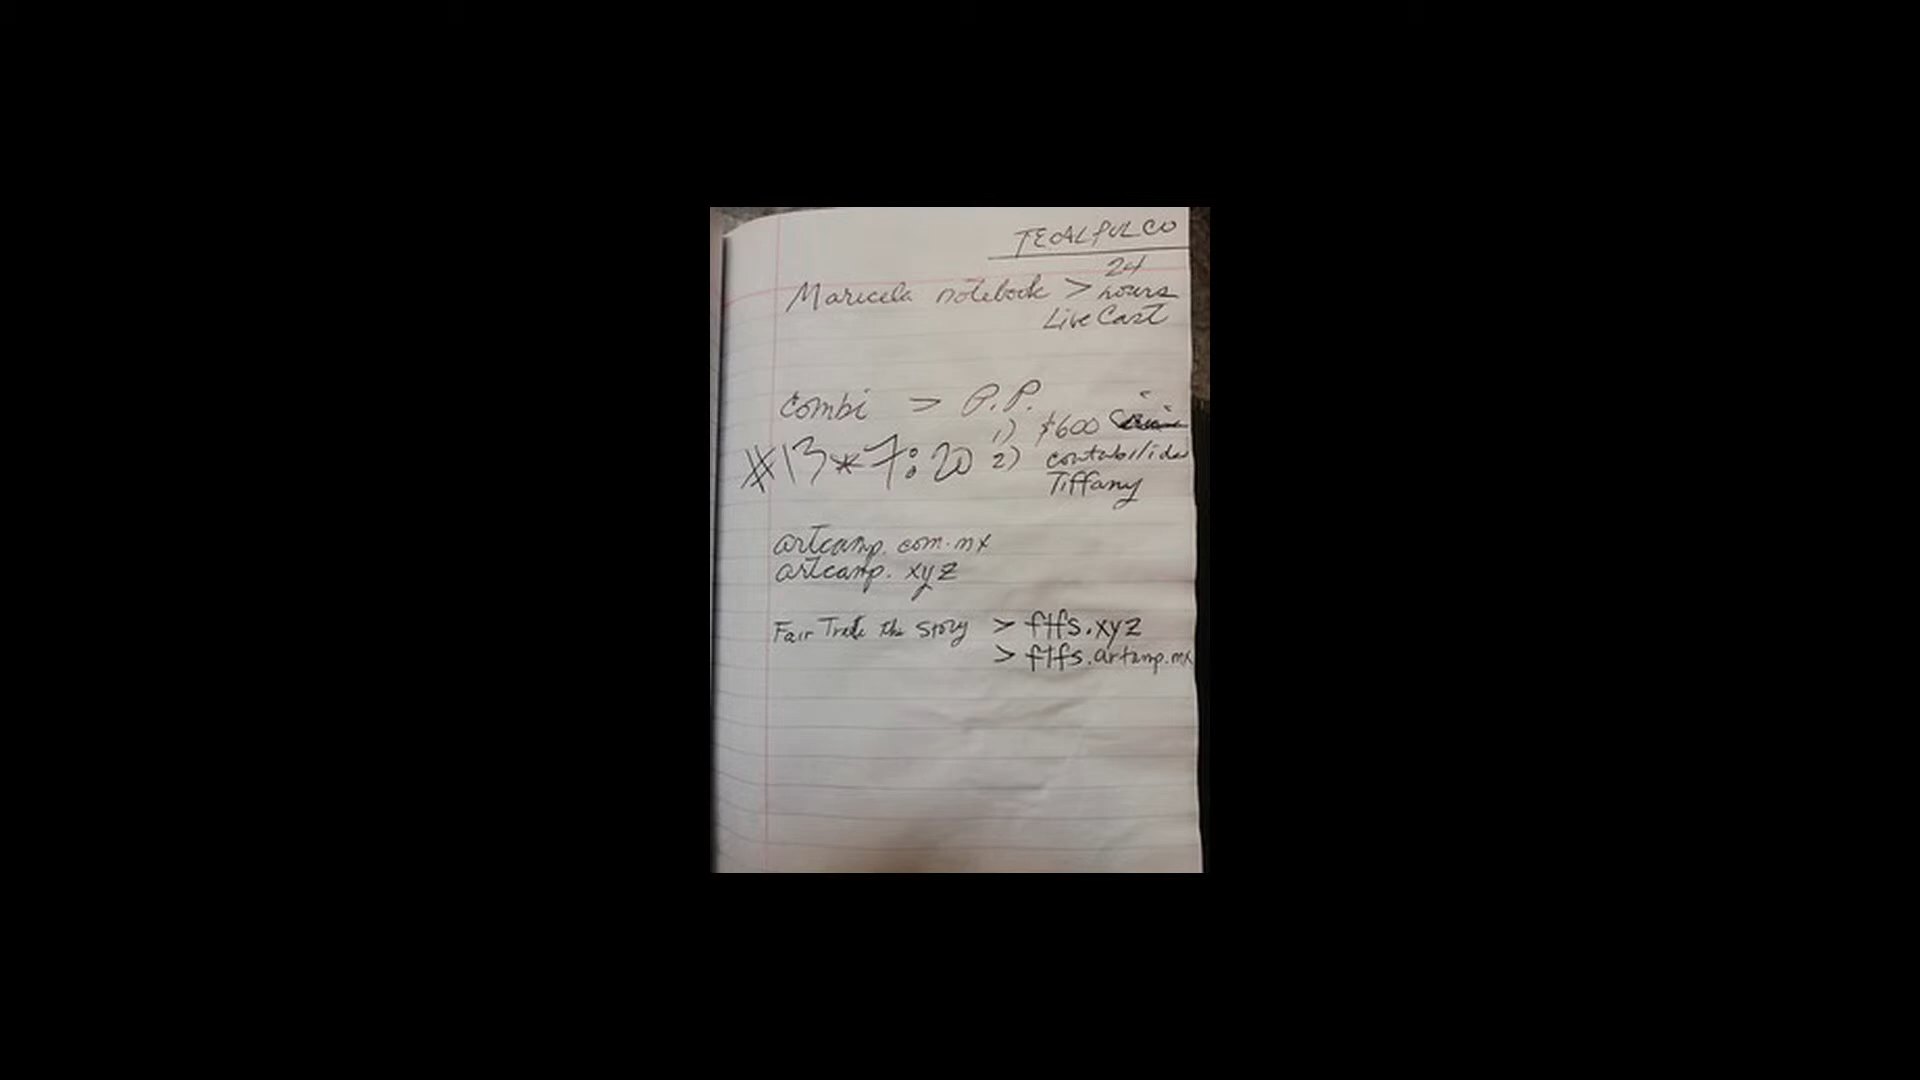 TECALPULCO
24
Maricela notebook > hours
Live Cast
combi > P.P.
1) $600
#13*7:20 2) contabilidad
Tiffany
artcamp.com.mx
artcamp.xyz
Fair Trade the Story > ftfs.xyz
> ftfs.artcamp.mx